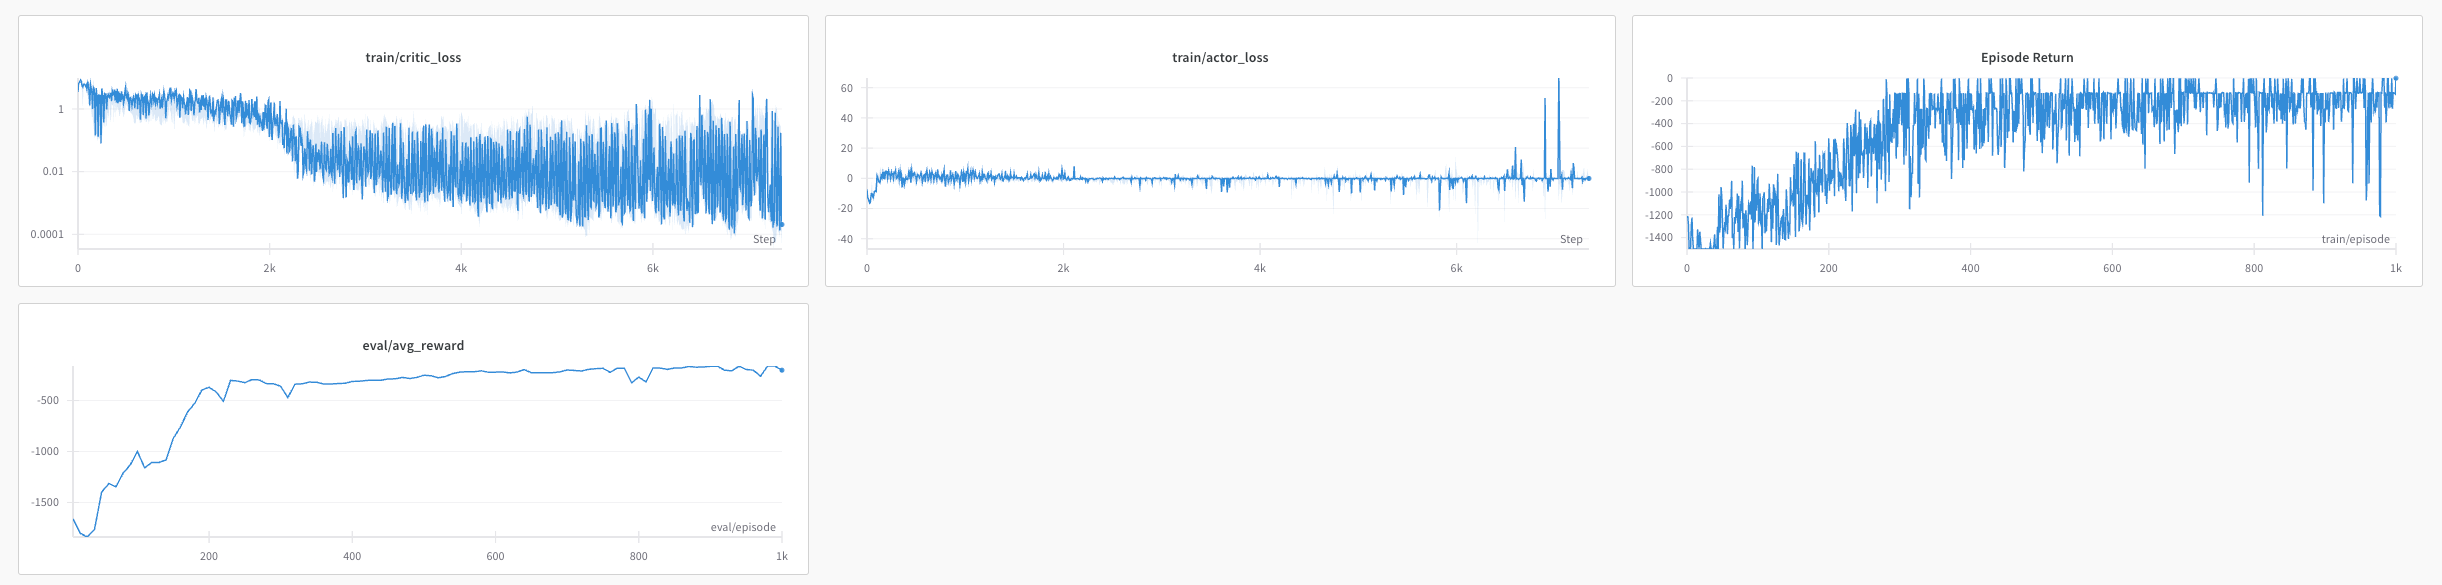 train/critic_loss
1
0.01
0.0001
Step
0
2k
4k
6k
train/actor_loss
60
40
20
0
-20
-40
Step
0
2k
4k
6k
Episode Return
0
-200
-400
-600
-800
-1000
-1200
-1400
train/episode
0
200
400
600
800
1k
eval/avg_reward
-500
-1000
-1500
eval/episode
200
400
600
800
1k